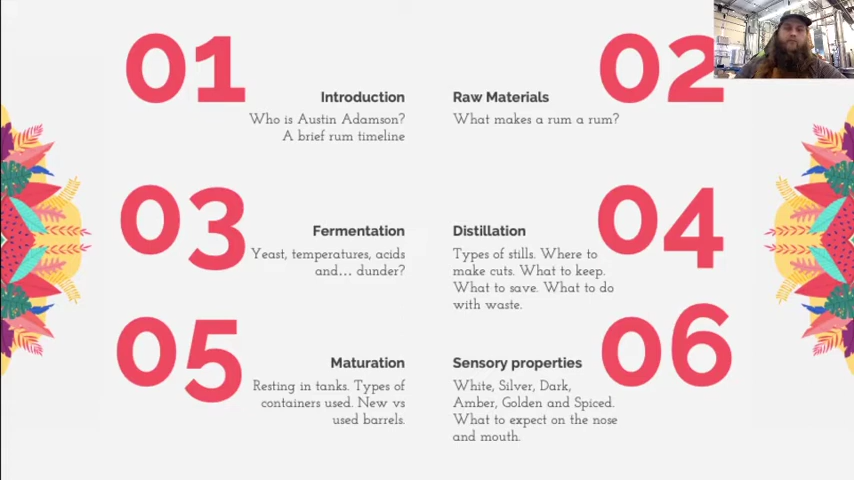 01
Introduction
Who is Austin Adamson?
A brief rum timeline
02
Raw Materials
What makes a rum a rum?
03
Fermentation
Yeast, temperatures, acids
and... dunder?
04
Distillation
Types of stills. Where to
make cuts. What to keep.
What to save. What to do
with waste.
05
Maturation
Resting in tanks. Types of
containers used. New vs
used barrels.
06
Sensory properties
White, Silver, Dark,
Amber, Golden and Spiced.
What to expect on the nose
and mouth.